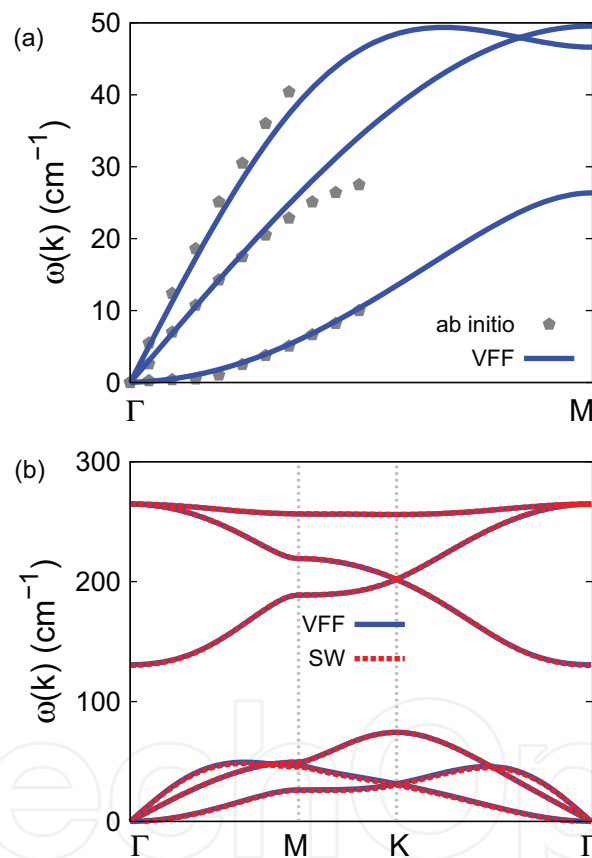 (a)
50
40
30
20
10
0
ω(k) (cm⁻¹)
ab initio
VFF
Γ
M
(b)
300
200
100
0
ω(k) (cm⁻¹)
VFF
SW
Γ
M
K
Γ